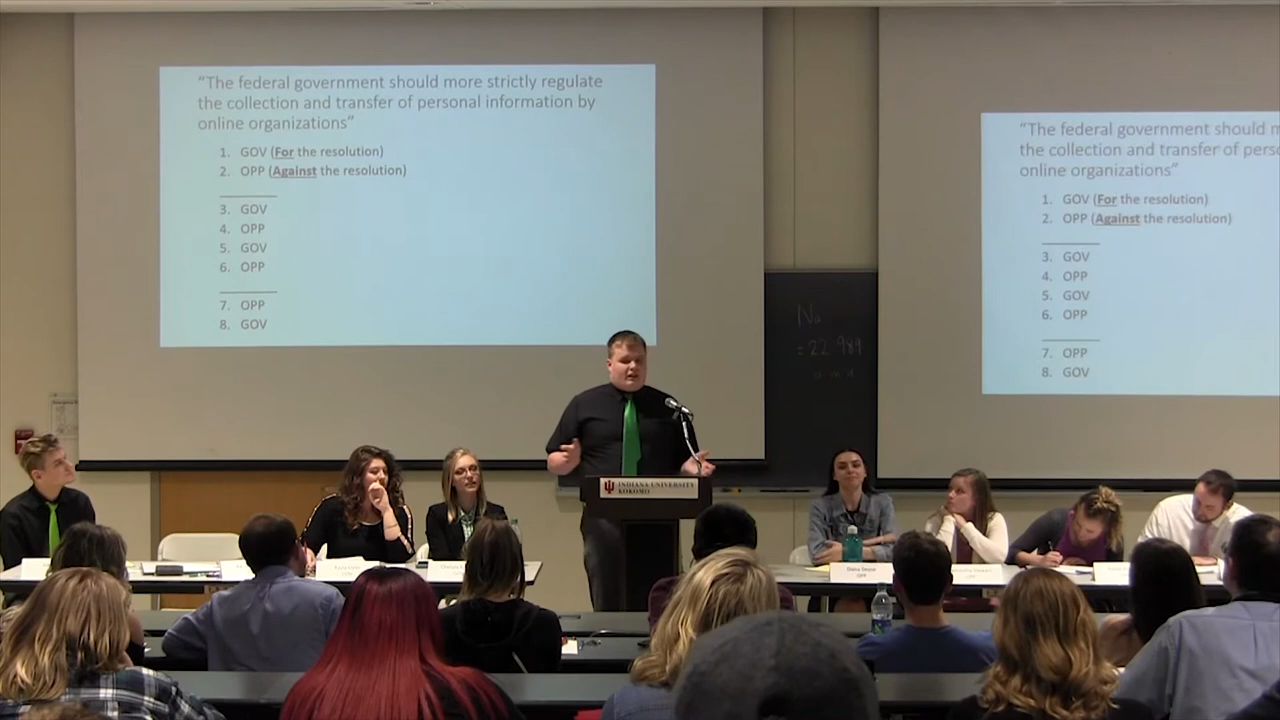 "The federal government should more strictly regulate
the collection and transfer of personal information by
online organizations"
1. GOV (For the resolution)
2. OPP (Against the resolution)
3. GOV
4. OPP
5. GOV
6. OPP
7. OPP
8. GOV
"The federal government should m
the collection and transfer of perso
online organizations"
1. GOV (For the resolution)
2. OPP (Against the resolution)
3. GOV
4. OPP
5. GOV
6. OPP
7. OPP
8. GOV
Na
= 22.989
INDIANA UNIVERSITY
KOKOMO
OPP